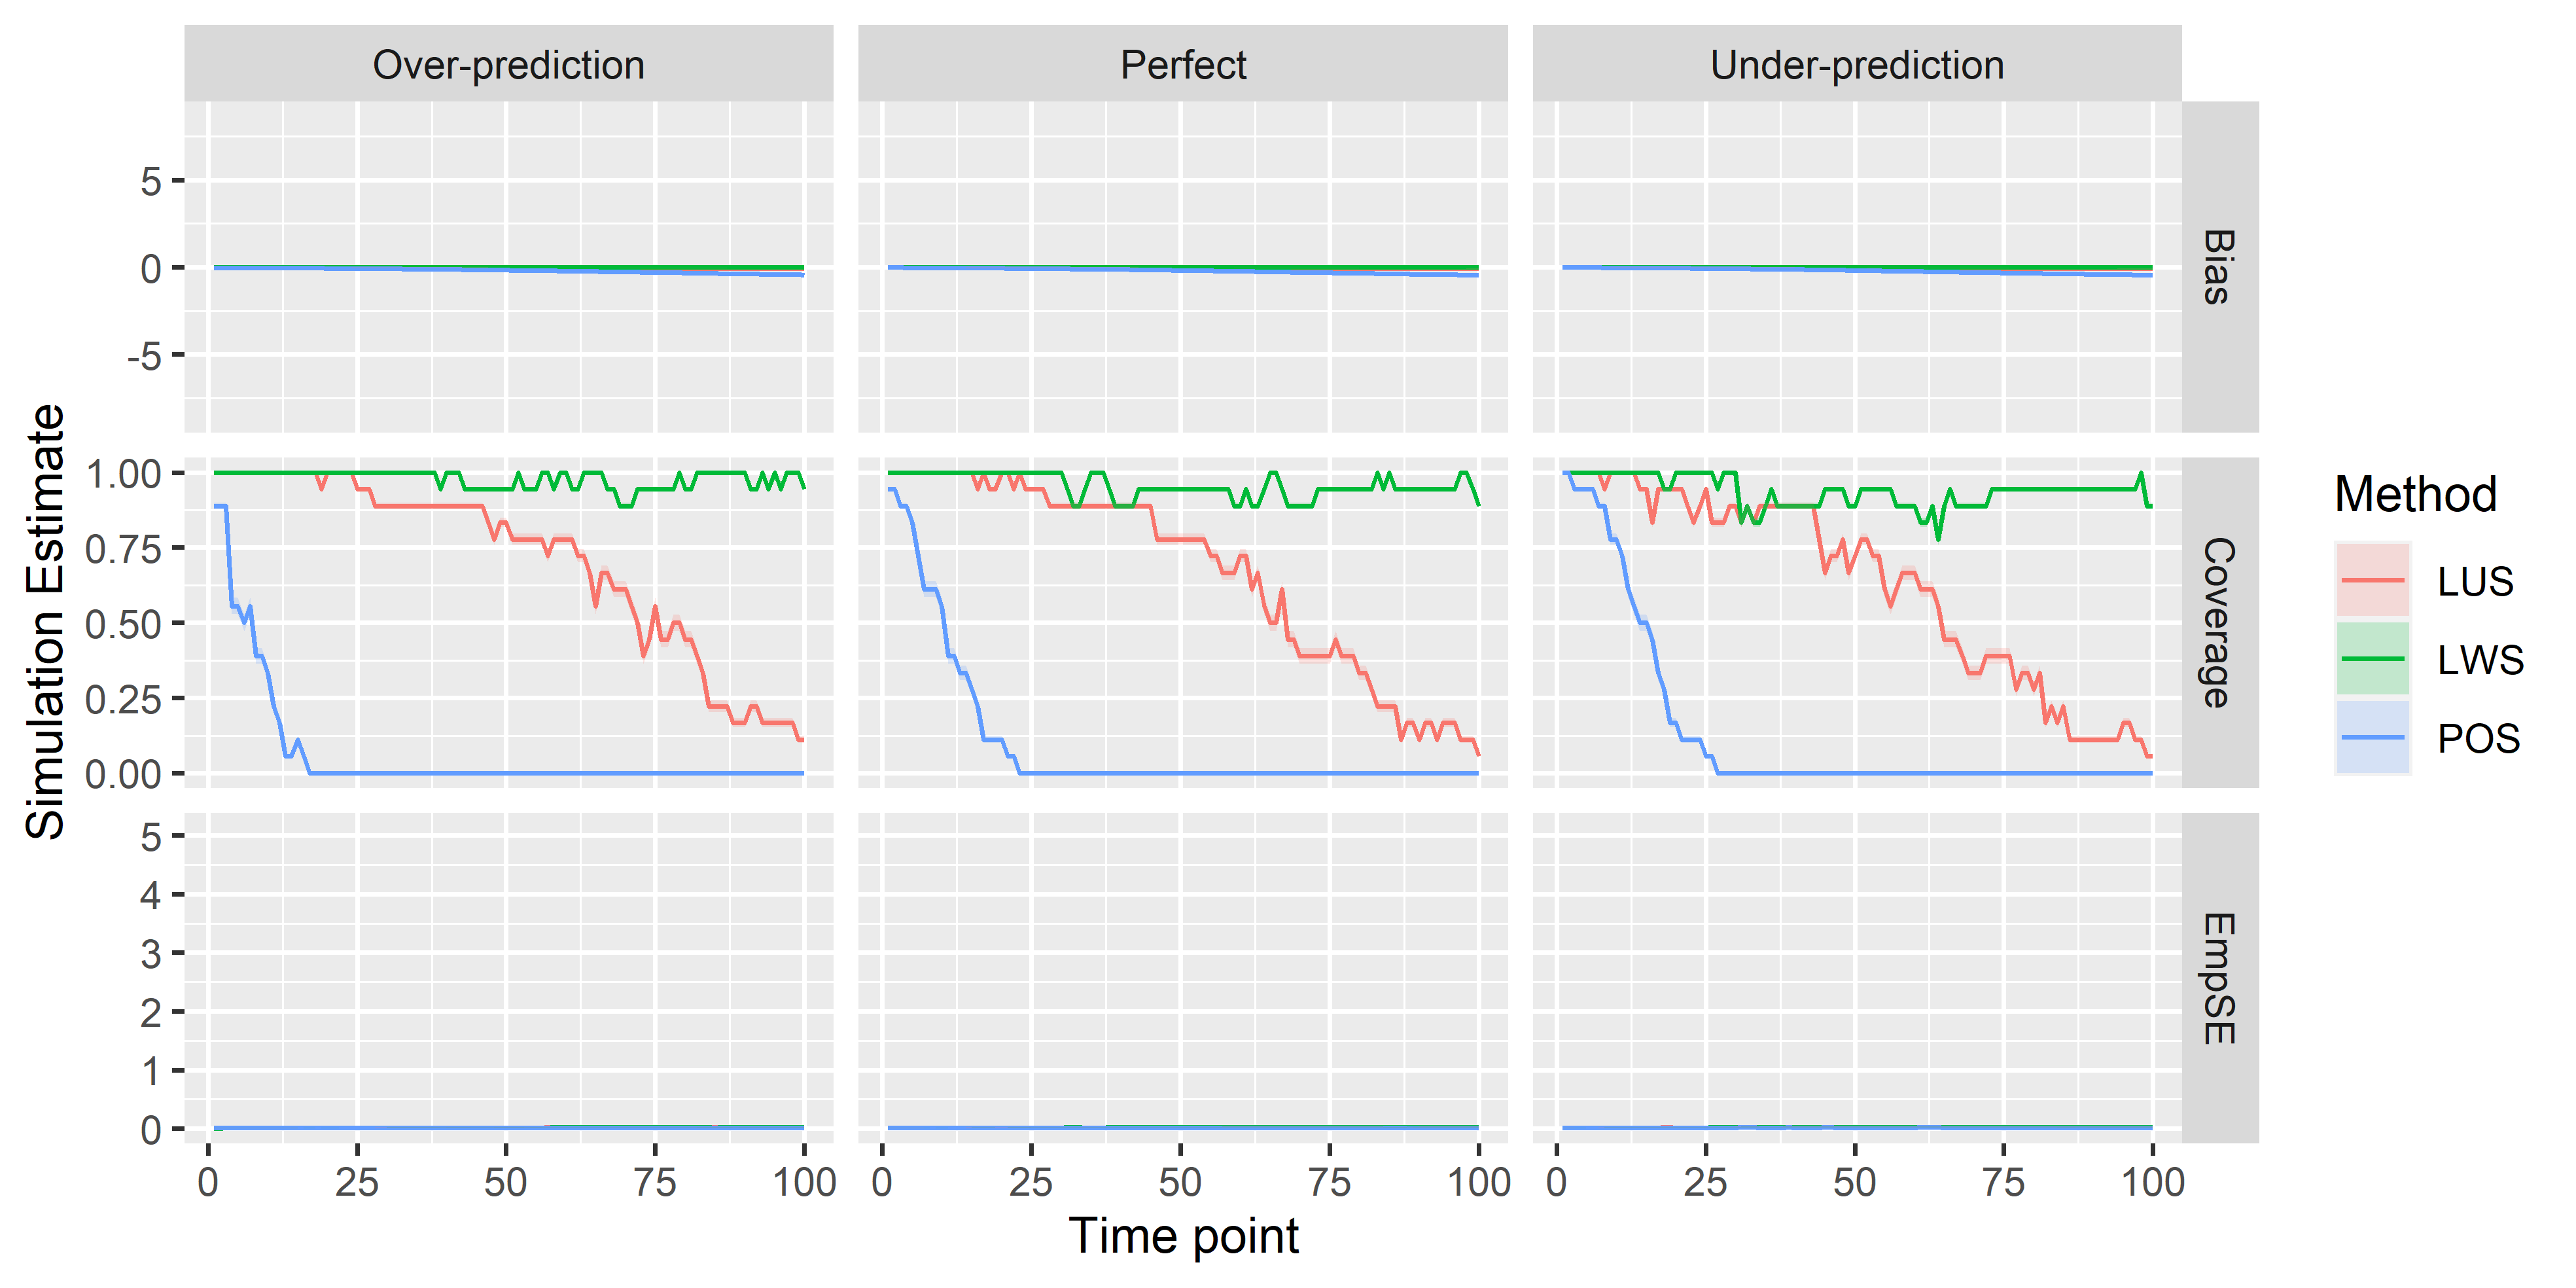 Over-prediction Perfect Under-prediction
5
0
-5
Bias
Simulation Estimate
1.00
0.75
0.50
0.25
0.00
Coverage
5
4
3
2
1
0
EmpSE
0 25 50 75 100 0 25 50 75 100 0 25 50 75 100
Time point
Method
LUS
LWS
POS